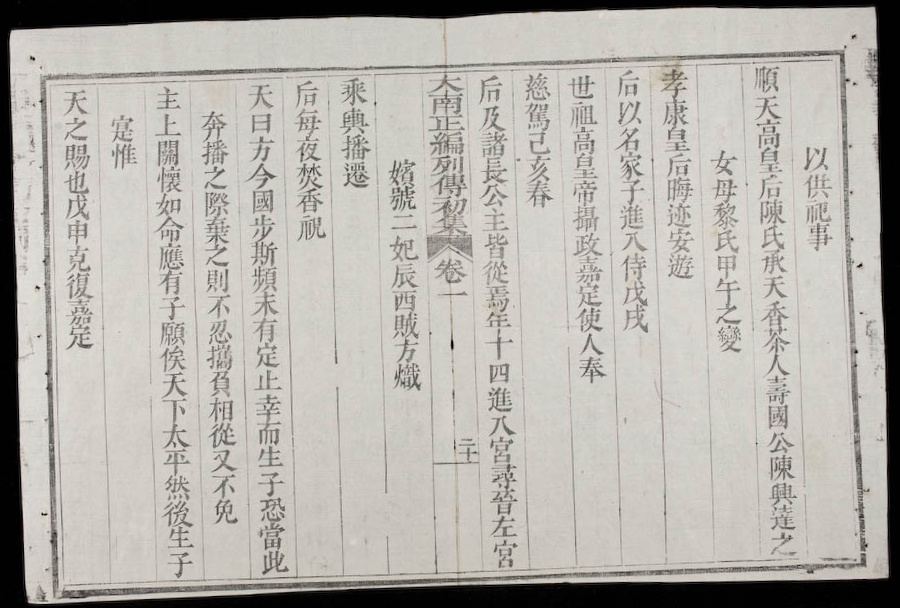 以供祀事
順天高皇后陳氏承天香茶人壽國公陳興達之
女母黎氏甲午之變
孝康皇后晦迹安遊
后以名家子進入侍戊戌
世祖高皇帝攝政嘉定使人奉
慈駕己亥春
后及諸長公主皆從焉年十四進入宮尋晉左宮
大南正編列傳初集 卷一 二十
嬪號二妃辰西賊方熾
乘輿播遷
后每夜焚香祝
天曰方今國步斯頻未有定止幸而生子恐當此
奔播之際棄之則不忍攜負相從又不免
主上關懷如命應有子願俟天下太平然後生子
寔惟
天之賜也戊申克復嘉定